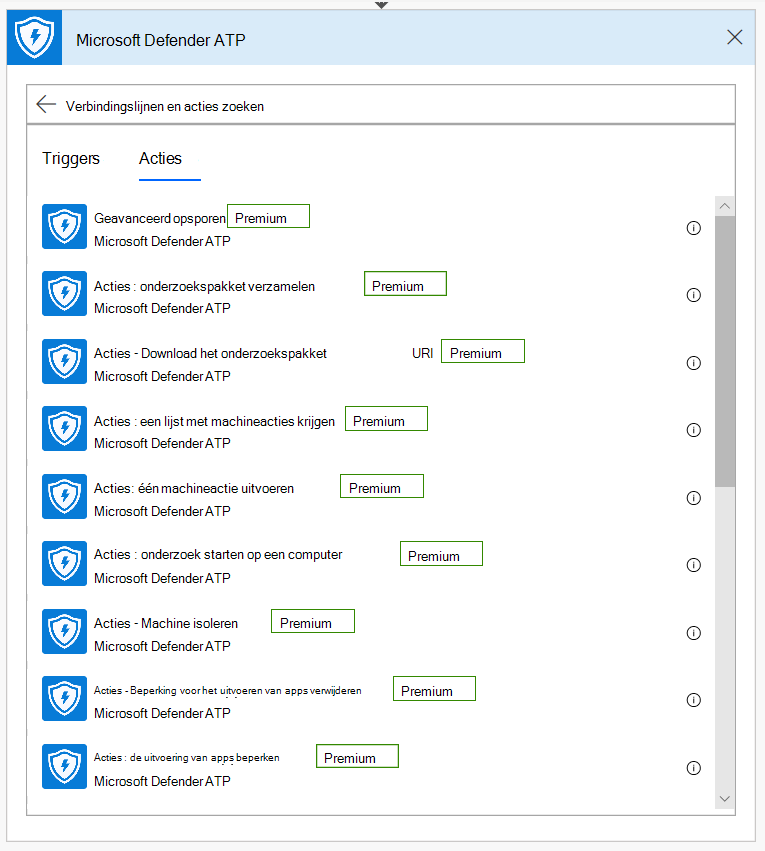 Microsoft Defender ATP
Verbindingslijnen en acties zoeken
Triggers Acties
Geavanceerd opsporen Premium
Microsoft Defender ATP
Acties : onderzoekspakket verzamelen Premium
Microsoft Defender ATP
Acties - Download het onderzoekspakket URI Premium
Microsoft Defender ATP
Acties : een lijst met machineacties krijgen Premium
Microsoft Defender ATP
Acties: één machineactie uitvoeren Premium
Microsoft Defender ATP
Acties : onderzoek starten op een computer Premium
Microsoft Defender ATP
Acties - Machine isoleren Premium
Microsoft Defender ATP
Acties - Beperking voor het uitvoeren van apps verwijderen Premium
Microsoft Defender ATP
Acties : de uitvoering van apps beperken Premium
Microsoft Defender ATP